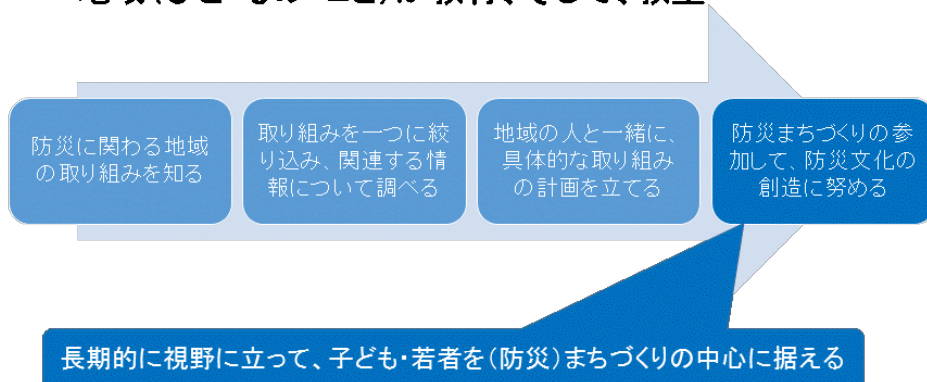 防災に関わる地域
の取り組みを知る
取り組みを一つに絞
り込み、関連する情
報について調べる
地域の人と一緒に、
具体的な取り組み
の計画を立てる
防災まちづくりの参
加して、防災文化の
創造に努める
長期的に視野に立って、子ども・若者を(防災)まちづくりの中心に据える